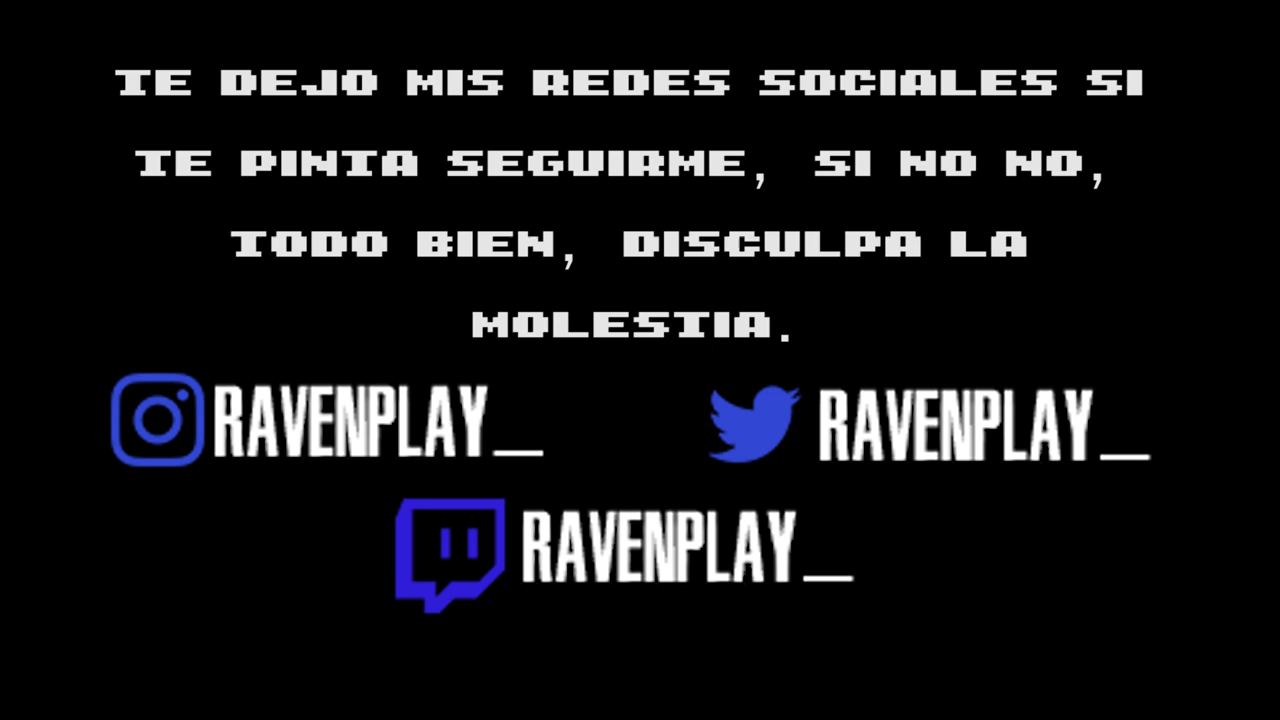 TE DEJO MIS REDES SOCIALES SI
TE PINTA SEGUIRME, SI NO NO,
TODO BIEN, DISCULPA LA
MOLESTIA.
RAVENPLAY_
RAVENPLAY_
RAVENPLAY_